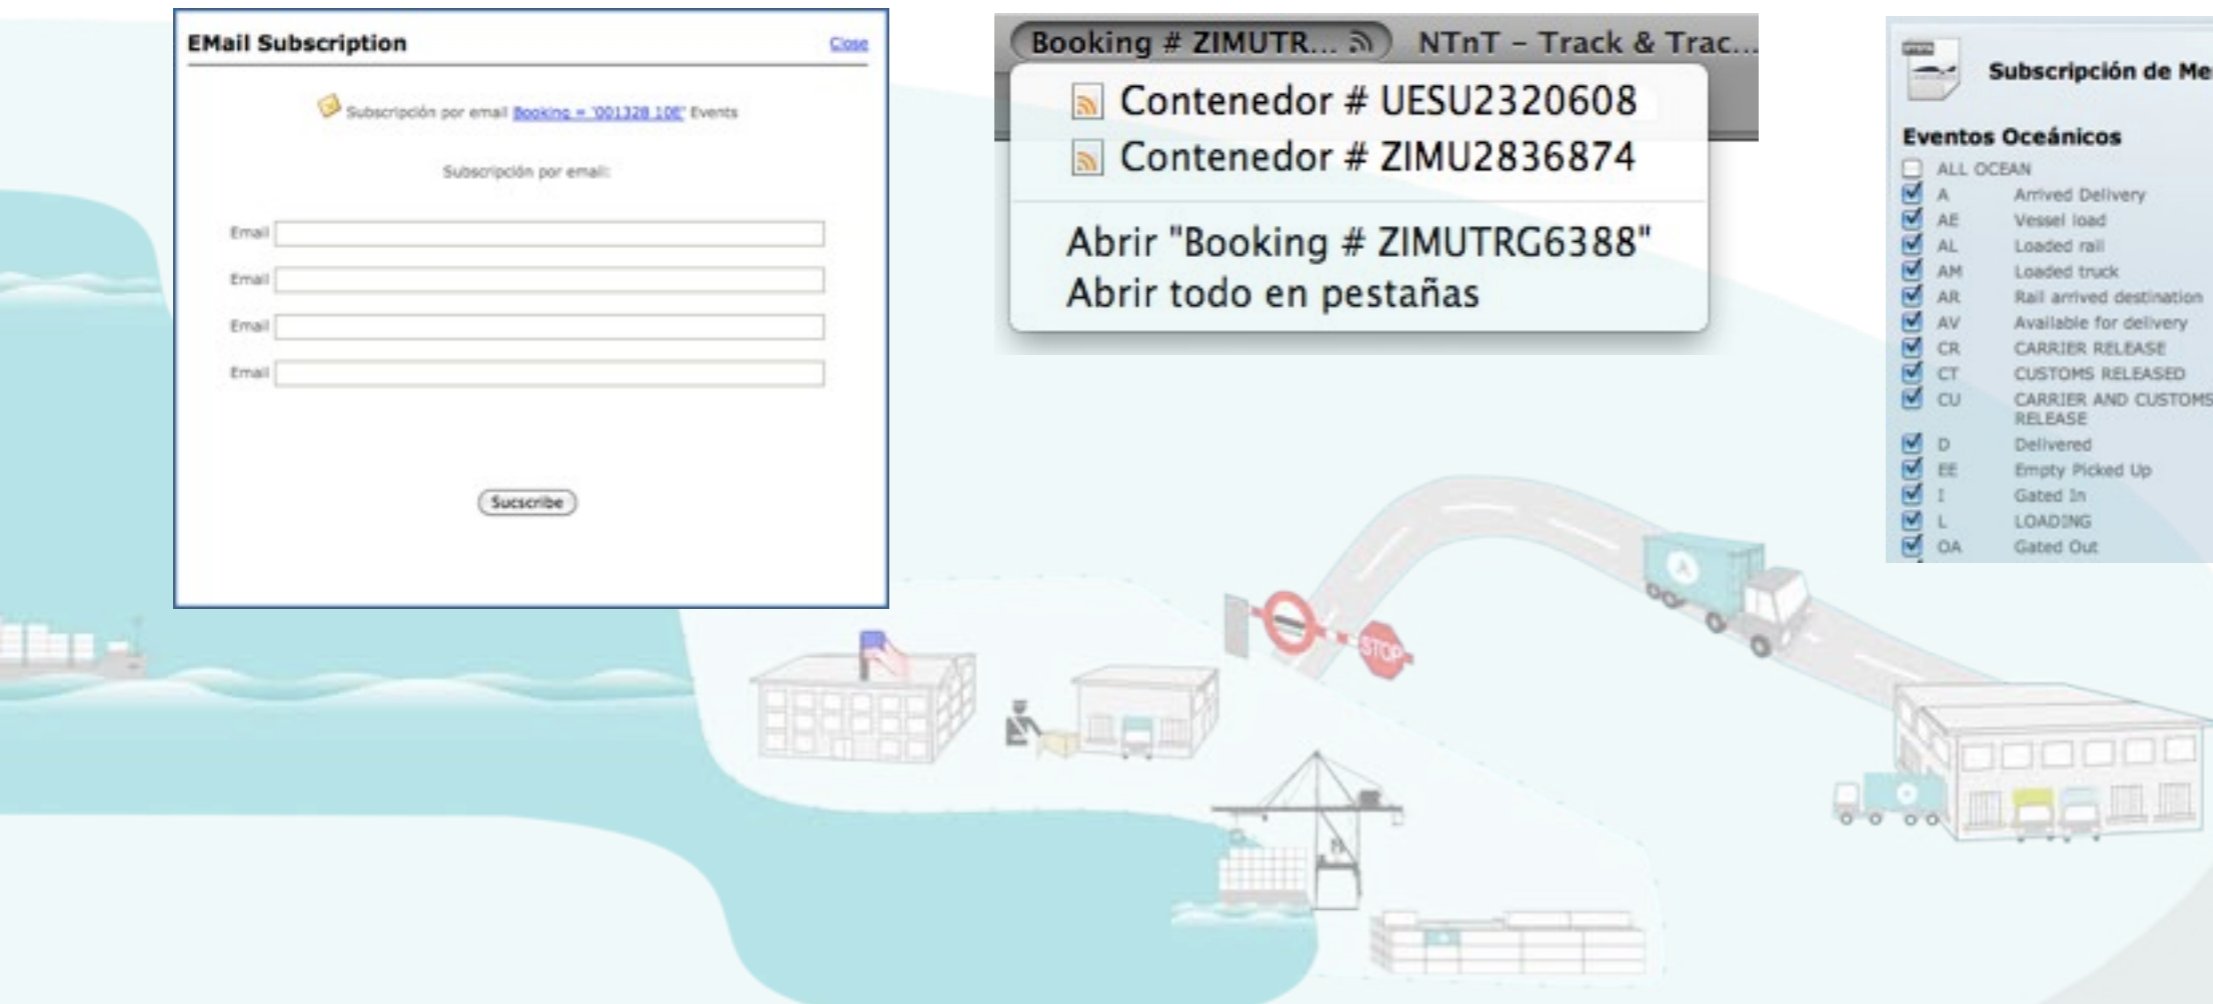 EMail Subscription
Close
Subscripción por email Booking = '001328 10E' Events
Subscripción por email:
Email
Email
Email
Email
Sucscribe
Booking # ZIMUTR... NTnT – Track & Trac...
Contenedor # UESU2320608
Contenedor # ZIMU2836874
Abrir "Booking # ZIMUTRG6388"
Abrir todo en pestañas
Subscripción de Me
Eventos Oceánicos
ALL OCEAN
A Arrived Delivery
AE Vessel load
AL Loaded rail
AM Loaded truck
AR Rail arrived destination
AV Available for delivery
CR CARRIER RELEASE
CT CUSTOMS RELEASED
CU CARRIER AND CUSTOMS
RELEASE
D Delivered
EE Empty Picked Up
I Gated In
L LOADING
OA Gated Out
STOP
A